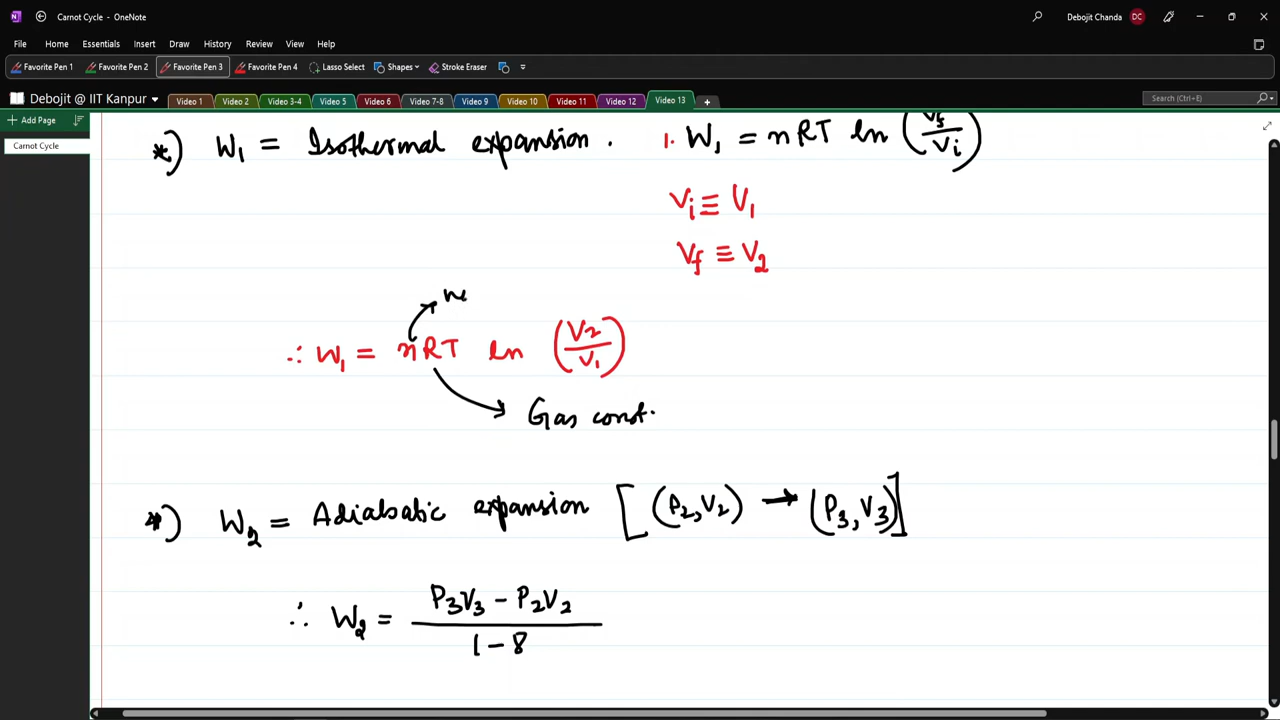 Carnot Cycle - OneNote
Debojit Chanda DC
File Home Essentials Insert Draw History Review View Help
Favorite Pen 1 Favorite Pen 2 Favorite Pen 3 Favorite Pen 4 Lasso Select Shapes Stroke Eraser
Debojit @ IIT Kanpur Video 1 Video 2 Video 3-4 Video 5 Video 6 Video 7-8 Video 9 Video 10 Video 11 Video 12 Video 13 Search (Ctrl+E)
Add Page
Carnot Cycle
*) W₁ = Isothermal expansion. 1. W₁ = nRT ln (Vf/Vi)
Vi ≡ V₁
Vf ≡ V₂
∴ W₁ = nRT ln (V₂/V₁)
Gas const.
*) W₂ = Adiabatic expansion [(P₂,V₂) → (P₃,V₃)]
∴ W₂ = P₃V₃ - P₂V₂ / 1 - 8